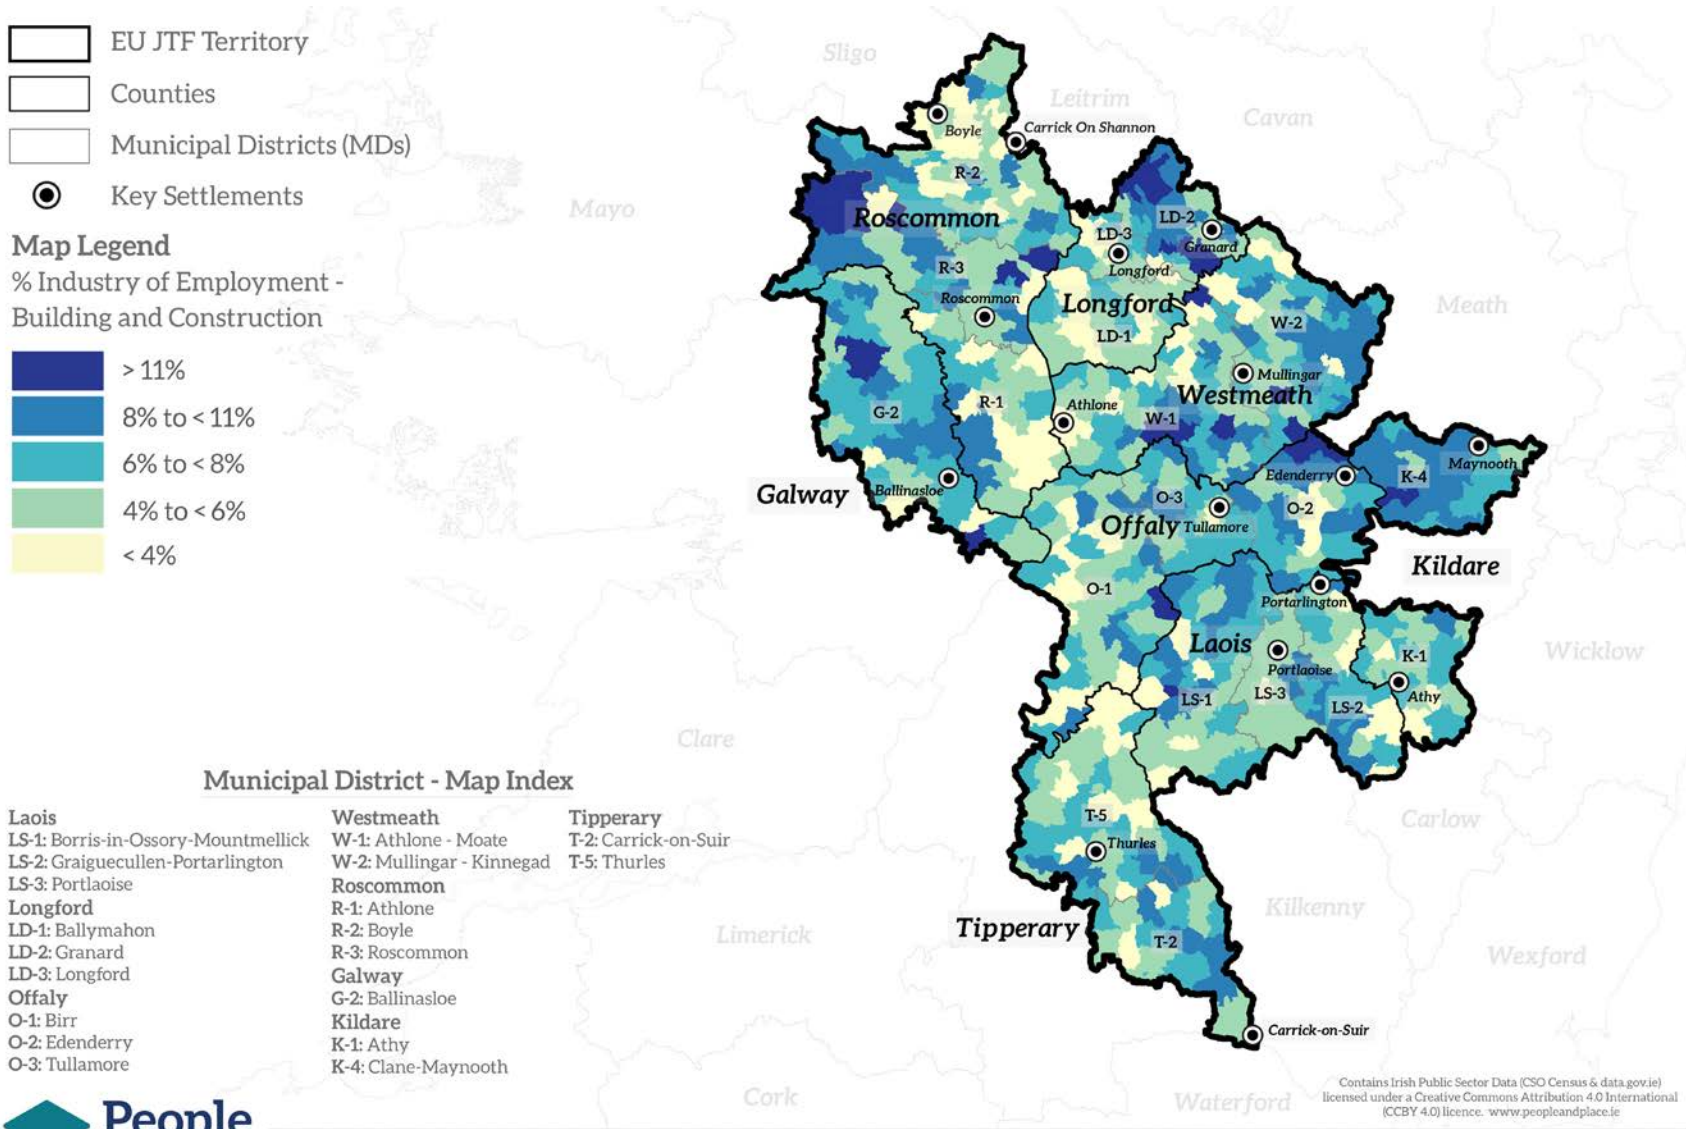 EU JTF Territory
Counties
Municipal Districts (MDs)
Key Settlements
Map Legend
% Industry of Employment -
Building and Construction
> 11%
8% to < 11%
6% to < 8%
4% to < 6%
< 4%
Sligo
Leitrim
Cavan
Mayo
Meath
Wicklow
Clare
Carlow
Limerick
Kilkenny
Wexford
Cork
Waterford
Boyle
Carrick On Shannon
R-2
Roscommon
LD-2
LD-3
Granard
Longford
R-3
Roscommon
Longford
LD-1
W-2
Mullingar
Westmeath
G-2
R-1
Athlone
W-1
Maynooth
Edenderry
K-4
Galway
Ballinasloe
O-3
O-2
Offaly
Tullamore
Kildare
O-1
Portarlington
Laois
Portlaoise
K-1
Athy
LS-1
LS-3
LS-2
T-5
Thurles
Tipperary
T-2
Carrick-on-Suir
Municipal District - Map Index
Laois
LS-1: Borris-in-Ossory-Mountmellick
LS-2: Graiguecullen-Portarlington
LS-3: Portlaoise
Longford
LD-1: Ballymahon
LD-2: Granard
LD-3: Longford
Offaly
O-1: Birr
O-2: Edenderry
O-3: Tullamore
Westmeath
W-1: Athlone - Moate
W-2: Mullingar - Kinnegad
Roscommon
R-1: Athlone
R-2: Boyle
R-3: Roscommon
Galway
G-2: Ballinasloe
Kildare
K-1: Athy
K-4: Clane-Maynooth
Tipperary
T-2: Carrick-on-Suir
T-5: Thurles
People
Contains Irish Public Sector Data (CSO Census & data.gov.ie)
licensed under a Creative Commons Attribution 4.0 International
(CCBY 4.0) licence. www.peopleandplace.ie